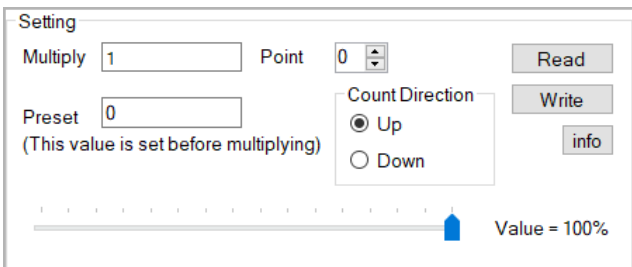 Setting
Multiply 1 Point 0 Read
Preset 0 Count Direction Write
(This value is set before multiplying) Up info
Down
Value = 100%